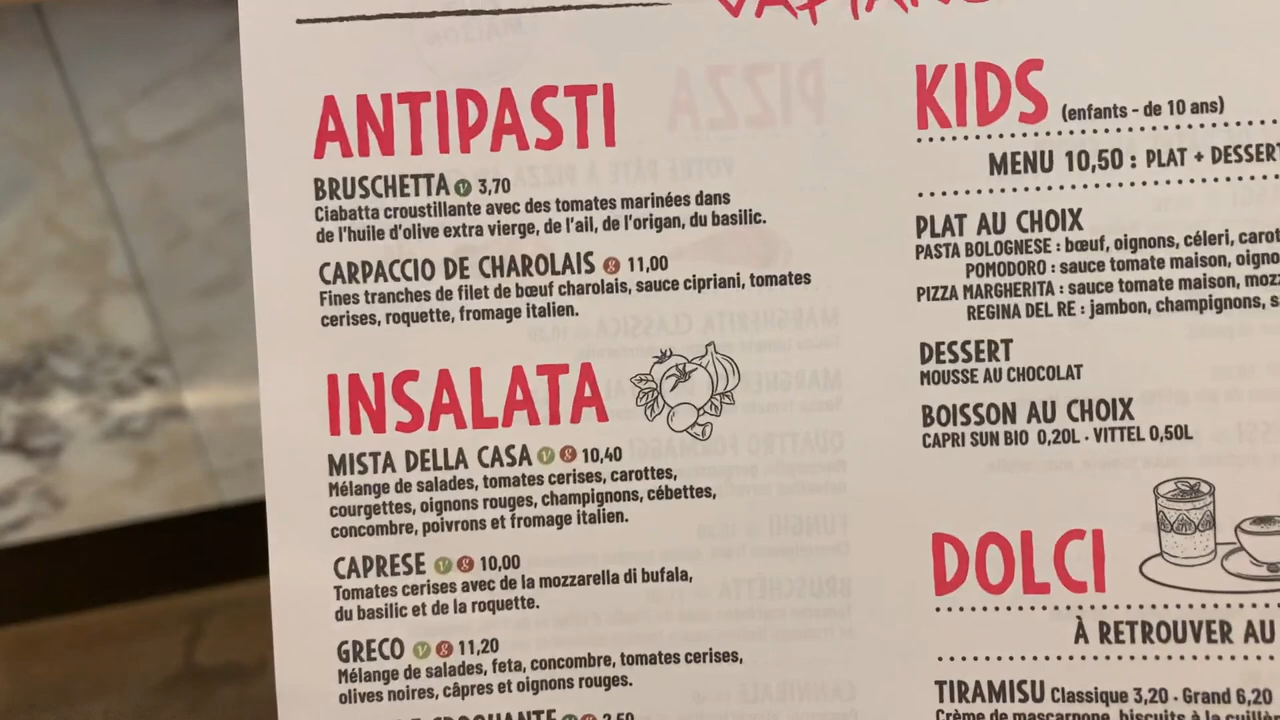 ANTIPASTI
BRUSCHETTA V 3,70
Ciabatta croustillante avec des tomates marinées dans
de l'huile d'olive extra vierge, de l'ail, de l'origan, du basilic.
CARPACCIO DE CHAROLAIS g 11,00
Fines tranches de filet de bœuf charolais, sauce cipriani, tomates
cerises, roquette, fromage italien.
INSALATA
MISTA DELLA CASA V g 10,40
Mélange de salades, tomates cerises, carottes,
courgettes, oignons rouges, champignons, cébettes,
concombre, poivrons et fromage italien.
CAPRESE V g 10,00
Tomates cerises avec de la mozzarella di bufala,
du basilic et de la roquette.
GRECO V g 11,20
Mélange de salades, feta, concombre, tomates cerises,
olives noires, câpres et oignons rouges.
KIDS (enfants - de 10 ans)
MENU 10,50 : PLAT + DESSERT
PLAT AU CHOIX
PASTA BOLOGNESE : bœuf, oignons, céleri,
POMODORO : sauce tomate maison,
PIZZA MARGHERITA : sauce tomate maison,
REGINA DEL RE : jambon, champignons,
DESSERT
MOUSSE AU CHOCOLAT
BOISSON AU CHOIX
CAPRI SUN BIO 0,20L . VITTEL 0,50L
DOLCI
À RETROUVER AU
TIRAMISU Classique 3,20 . Grand 6,20
Crème de mascarpone, biscuits à la